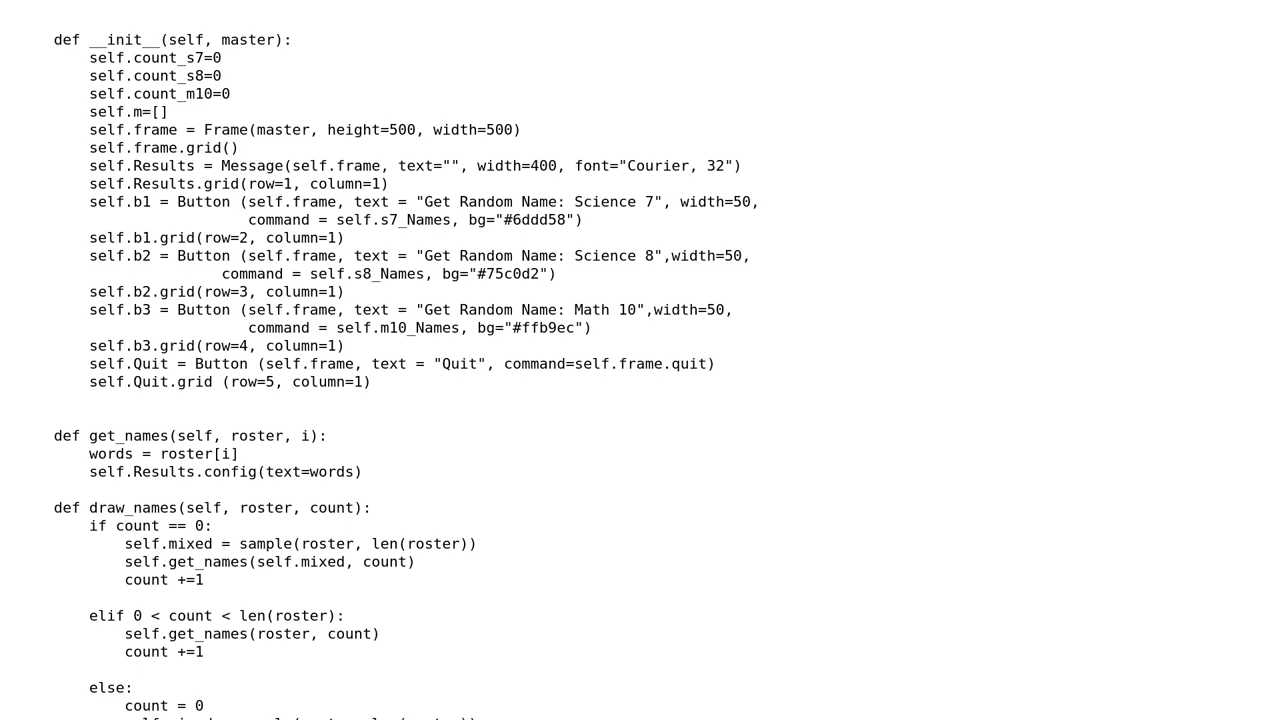 def __init__(self, master):
    self.count_s7=0
    self.count_s8=0
    self.count_m10=0
    self.m=[]
    self.frame = Frame(master, height=500, width=500)
    self.frame.grid()
    self.Results = Message(self.frame, text="", width=400, font="Courier, 32")
    self.Results.grid(row=1, column=1)
    self.b1 = Button (self.frame, text = "Get Random Name: Science 7", width=50,
                      command = self.s7_Names, bg="#6ddd58")
    self.b1.grid(row=2, column=1)
    self.b2 = Button (self.frame, text = "Get Random Name: Science 8",width=50,
                   command = self.s8_Names, bg="#75c0d2")
    self.b2.grid(row=3, column=1)
    self.b3 = Button (self.frame, text = "Get Random Name: Math 10",width=50,
                      command = self.m10_Names, bg="#ffb9ec")
    self.b3.grid(row=4, column=1)
    self.Quit = Button (self.frame, text = "Quit", command=self.frame.quit)
    self.Quit.grid (row=5, column=1)


def get_names(self, roster, i):
    words = roster[i]
    self.Results.config(text=words)

def draw_names(self, roster, count):
    if count == 0:
        self.mixed = sample(roster, len(roster))
        self.get_names(self.mixed, count)
        count +=1

    elif 0 < count < len(roster):
        self.get_names(roster, count)
        count +=1

    else:
        count = 0